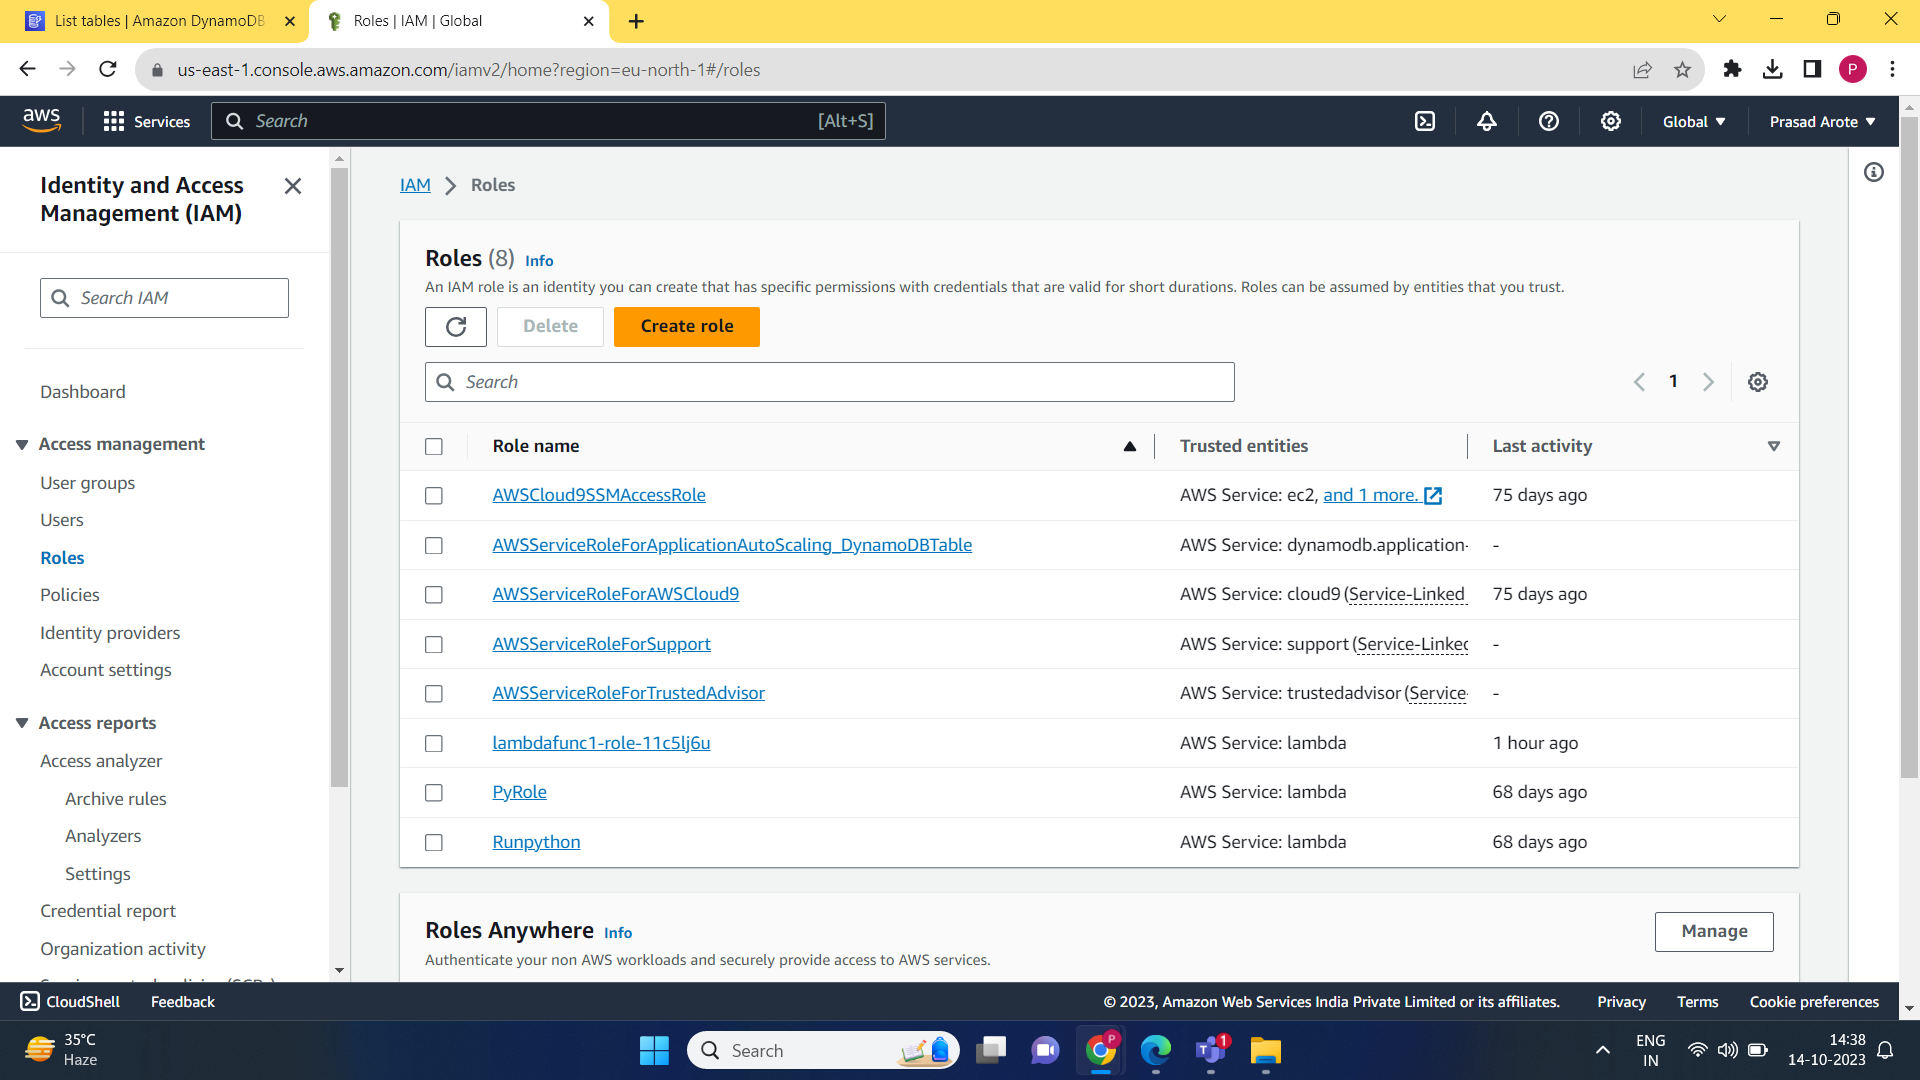 List tables | Amazon DynamoDB
Roles | IAM | Global
us-east-1.console.aws.amazon.com/iamv2/home?region=eu-north-1#/roles
P
aws
Services
Search
[Alt+S]
Global
Prasad Arote
Identity and Access
Management (IAM)
Search IAM
Dashboard
Access management
User groups
Users
Roles
Policies
Identity providers
Account settings
Access reports
Access analyzer
Archive rules
Analyzers
Settings
Credential report
Organization activity
IAM > Roles
Roles (8) Info
An IAM role is an identity you can create that has specific permissions with credentials that are valid for short durations. Roles can be assumed by entities that you trust.
Delete
Create role
Search
1
Role name Trusted entities Last activity
AWSCloud9SSMAccessRole AWS Service: ec2, and 1 more. 75 days ago
AWSServiceRoleForApplicationAutoScaling_DynamoDBTable AWS Service: dynamodb.application- -
AWSServiceRoleForAWSCloud9 AWS Service: cloud9 (Service-Linked 75 days ago
AWSServiceRoleForSupport AWS Service: support (Service-Linked -
AWSServiceRoleForTrustedAdvisor AWS Service: trustedadvisor (Service- -
lambdafunc1-role-11c5lj6u AWS Service: lambda 1 hour ago
PyRole AWS Service: lambda 68 days ago
Runpython AWS Service: lambda 68 days ago
Roles Anywhere Info
Manage
Authenticate your non AWS workloads and securely provide access to AWS services.
CloudShell
Feedback
© 2023, Amazon Web Services India Private Limited or its affiliates.
Privacy
Terms
Cookie preferences
35°C
Haze
Search
P
1
ENG
IN
14:38
14-10-2023